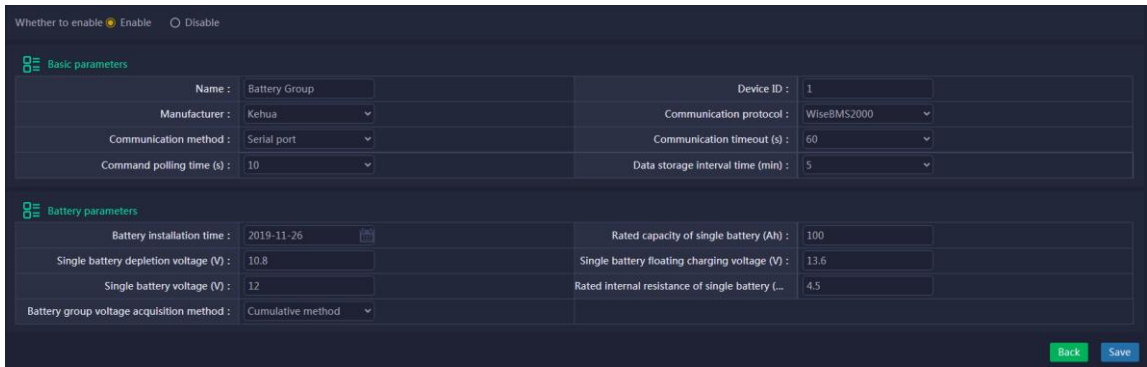 Whether to enable Enable Disable
Basic parameters
Name : Battery Group Device ID : 1
Manufacturer : Kehua Communication protocol : WiseBMS2000
Communication method : Serial port Communication timeout (s) : 60
Command polling time (s) : 10 Data storage interval time (min) : 5
Battery parameters
Battery installation time : 2019-11-26 Rated capacity of single battery (Ah) : 100
Single battery depletion voltage (V) : 10.8 Single battery floating charging voltage (V) : 13.6
Single battery voltage (V) : 12 Rated internal resistance of single battery (... 4.5
Battery group voltage acquisition method : Cumulative method
Back Save